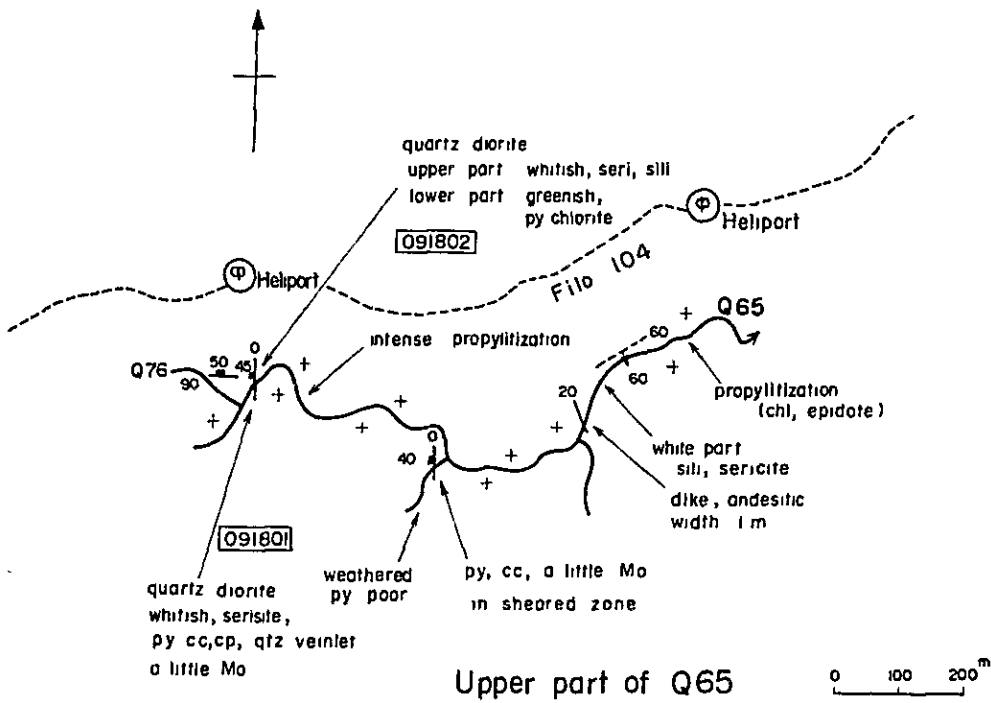 quartz diorite
upper part whitish, seri, sili
lower part greenish,
py chlorite
091802
Heliport
Filo 104
Heliport
Q65
intense propylitization
Q76
0
50
45
90
60
60
propylitization
(chl, epidote)
20
white part
sili, sericite
0
40
dike, andesitic
width 1 m
091801
weathered
py poor
py, cc, a little Mo
in sheared zone
quartz diorite
whitish, serisite,
py cc, cp, qtz veinlet
a little Mo
Upper part of Q65
0 100 200 m